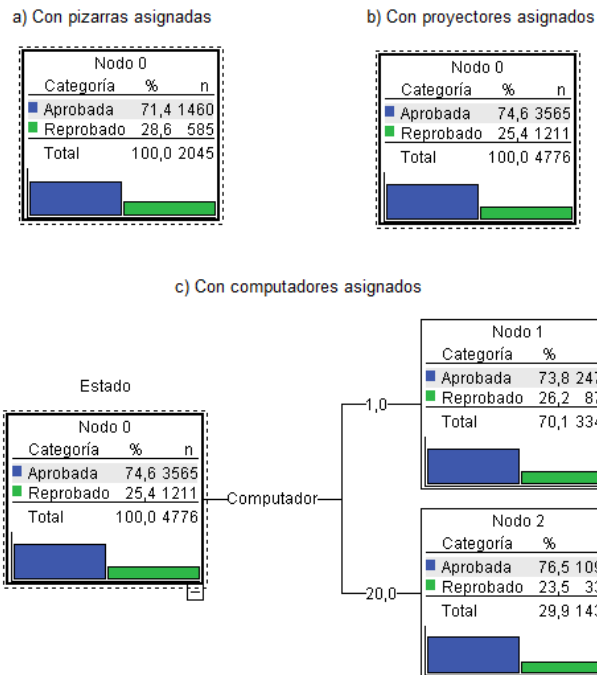 a) Con pizarras asignadas
Nodo 0
Categoría % n
Aprobada 71,4 1460
Reprobado 28,6 585
Total 100,0 2045
b) Con proyectores asignados
Nodo 0
Categoría % n
Aprobada 74,6 3565
Reprobado 25,4 1211
Total 100,0 4776
c) Con computadores asignados
Estado
Nodo 0
Categoría % n
Aprobada 74,6 3565
Reprobado 25,4 1211
Total 100,0 4776
Computador
1,0
Nodo 1
Categoría %
Aprobada 73,8
Reprobado 26,2
Total 70,1
20,0
Nodo 2
Categoría %
Aprobada 76,5
Reprobado 23,5
Total 29,9